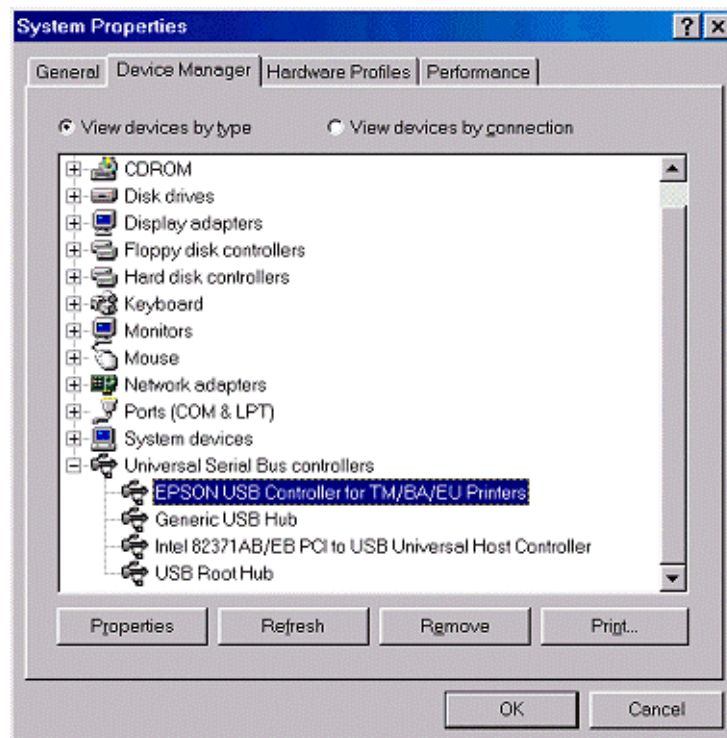 System Properties
General Device Manager Hardware Profiles Performance
View devices by type View devices by connection
CDROM
Disk drives
Display adapters
Floppy disk controllers
Hard disk controllers
Keyboard
Monitors
Mouse
Network adapters
Ports (COM & LPT)
System devices
Universal Serial Bus controllers
EPSON USB Controller for TM/BA/EU Printers
Generic USB Hub
Intel 82371AB/EB PCI to USB Universal Host Controller
USB Root Hub
Properties Refresh Remove Print...
OK Cancel